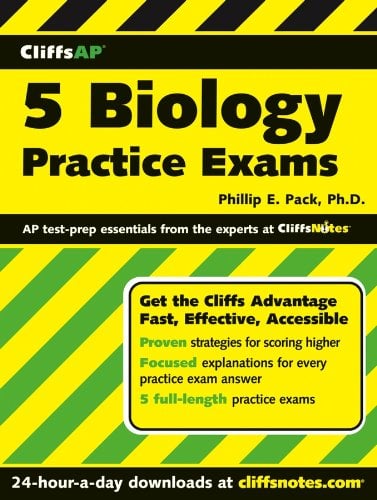 CliffsAP®
5 Biology
Practice Exams
Phillip E. Pack, Ph.D.
AP test-prep essentials from the experts at CliffsNotes®
Get the Cliffs Advantage
Fast, Effective, Accessible
Proven strategies for scoring higher
Focused explanations for every
practice exam answer
5 full-length practice exams
24-hour-a-day downloads at cliffsnotes.com